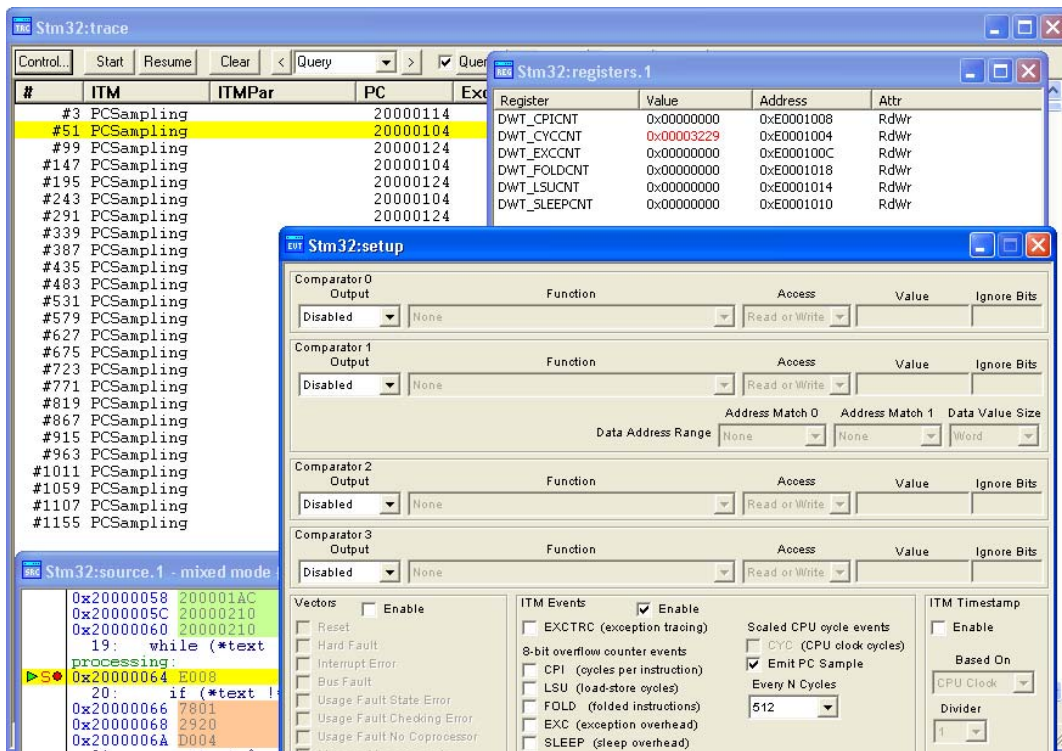 Stm32:trace
Control... Start Resume Clear < Query > Quer
# ITM ITMPar PC Exc
#3 PCSampling 20000114
#51 PCSampling 20000104
#99 PCSampling 20000124
#147 PCSampling 20000104
#195 PCSampling 20000124
#243 PCSampling 20000104
#291 PCSampling 20000124
#339 PCSampling
#387 PCSampling
#435 PCSampling
#483 PCSampling
#531 PCSampling
#579 PCSampling
#627 PCSampling
#675 PCSampling
#723 PCSampling
#771 PCSampling
#819 PCSampling
#867 PCSampling
#915 PCSampling
#963 PCSampling
#1011 PCSampling
#1059 PCSampling
#1107 PCSampling
#1155 PCSampling
Stm32:registers.1
Register Value Address Attr
DWT_CPICNT 0x00000000 0xE0001008 RdWr
DWT_CYCCNT 0x00003229 0xE0001004 RdWr
DWT_EXCCNT 0x00000000 0xE000100C RdWr
DWT_FOLDCNT 0x00000000 0xE0001018 RdWr
DWT_LSUCNT 0x00000000 0xE0001014 RdWr
DWT_SLEEPCNT 0x00000000 0xE0001010 RdWr
Stm32:setup
Comparator 0
Output Function Access Value Ignore Bits
Disabled None Read or Write
Comparator 1
Output Function Access Value Ignore Bits
Disabled None Read or Write
Address Match 0 Address Match 1 Data Value Size
Data Address Range None None Word
Comparator 2
Output Function Access Value Ignore Bits
Disabled None Read or Write
Comparator 3
Output Function Access Value Ignore Bits
Disabled None Read or Write
Vectors Enable
Reset
Hard Fault
Interrupt Error
Bus Fault
Usage Fault State Error
Usage Fault Checking Error
Usage Fault No Coprocessor
ITM Events Enable
EXCTRC (exception tracing)
8-bit overflow counter events
CPI (cycles per instruction)
LSU (load-store cycles)
FOLD (folded instructions)
EXC (exception overhead)
SLEEP (sleep overhead)
Scaled CPU cycle events
CYC (CPU clock cycles)
Emit PC Sample
Every N Cycles
512
ITM Timestamp
Enable
Based On
CPU Clock
Divider
1
Stm32:source.1 - mixed mode
0x20000058 200001AC
0x2000005C 20000210
0x20000060 20000210
19: while (*text
processing:
S 0x20000064 E008
20: if (*text !
0x20000066 7801
0x20000068 2920
0x2000006A D004